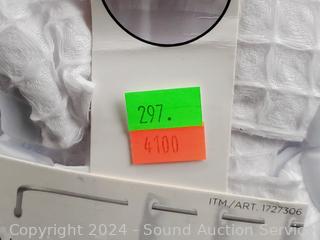 297.
4100
ITM./ART. 1727306
Copyright 2024 - Sound Auction Service